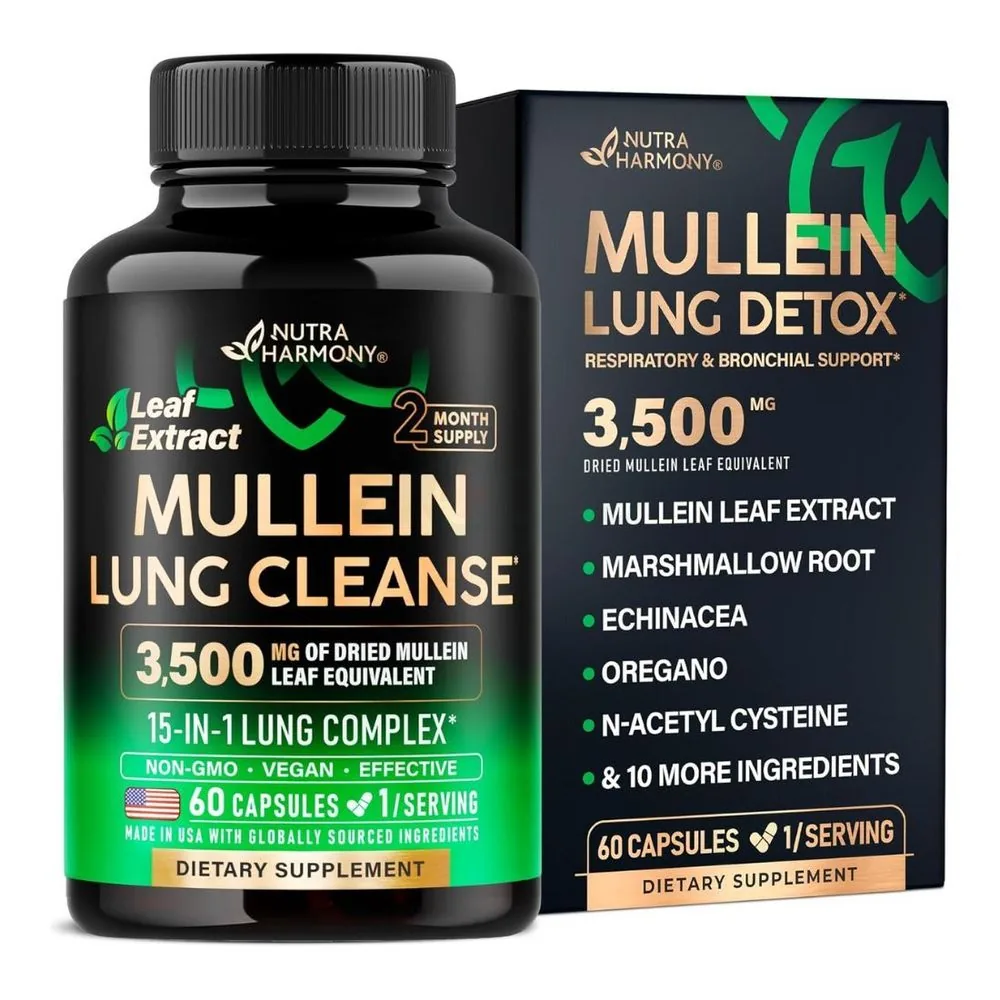 NUTRA
HARMONY®
Leaf
Extract
2 MONTH
SUPPLY
MULLEIN
LUNG CLEANSE*
3,500 MG OF DRIED MULLEIN
LEAF EQUIVALENT
15-IN-1 LUNG COMPLEX*
NON-GMO • VEGAN • EFFECTIVE
60 CAPSULES 1/SERVING
MADE IN USA WITH GLOBALLY SOURCED INGREDIENTS
DIETARY SUPPLEMENT
NUTRA
HARMONY®
MULLEIN
LUNG DETOX*
RESPIRATORY & BRONCHIAL SUPPORT*
3,500 MG
DRIED MULLEIN LEAF EQUIVALENT
• MULLEIN LEAF EXTRACT
• MARSHMALLOW ROOT
• ECHINACEA
• OREGANO
• N-ACETYL CYSTEINE
• & 10 MORE INGREDIENTS
60 CAPSULES 1/SERVING
DIETARY SUPPLEMENT